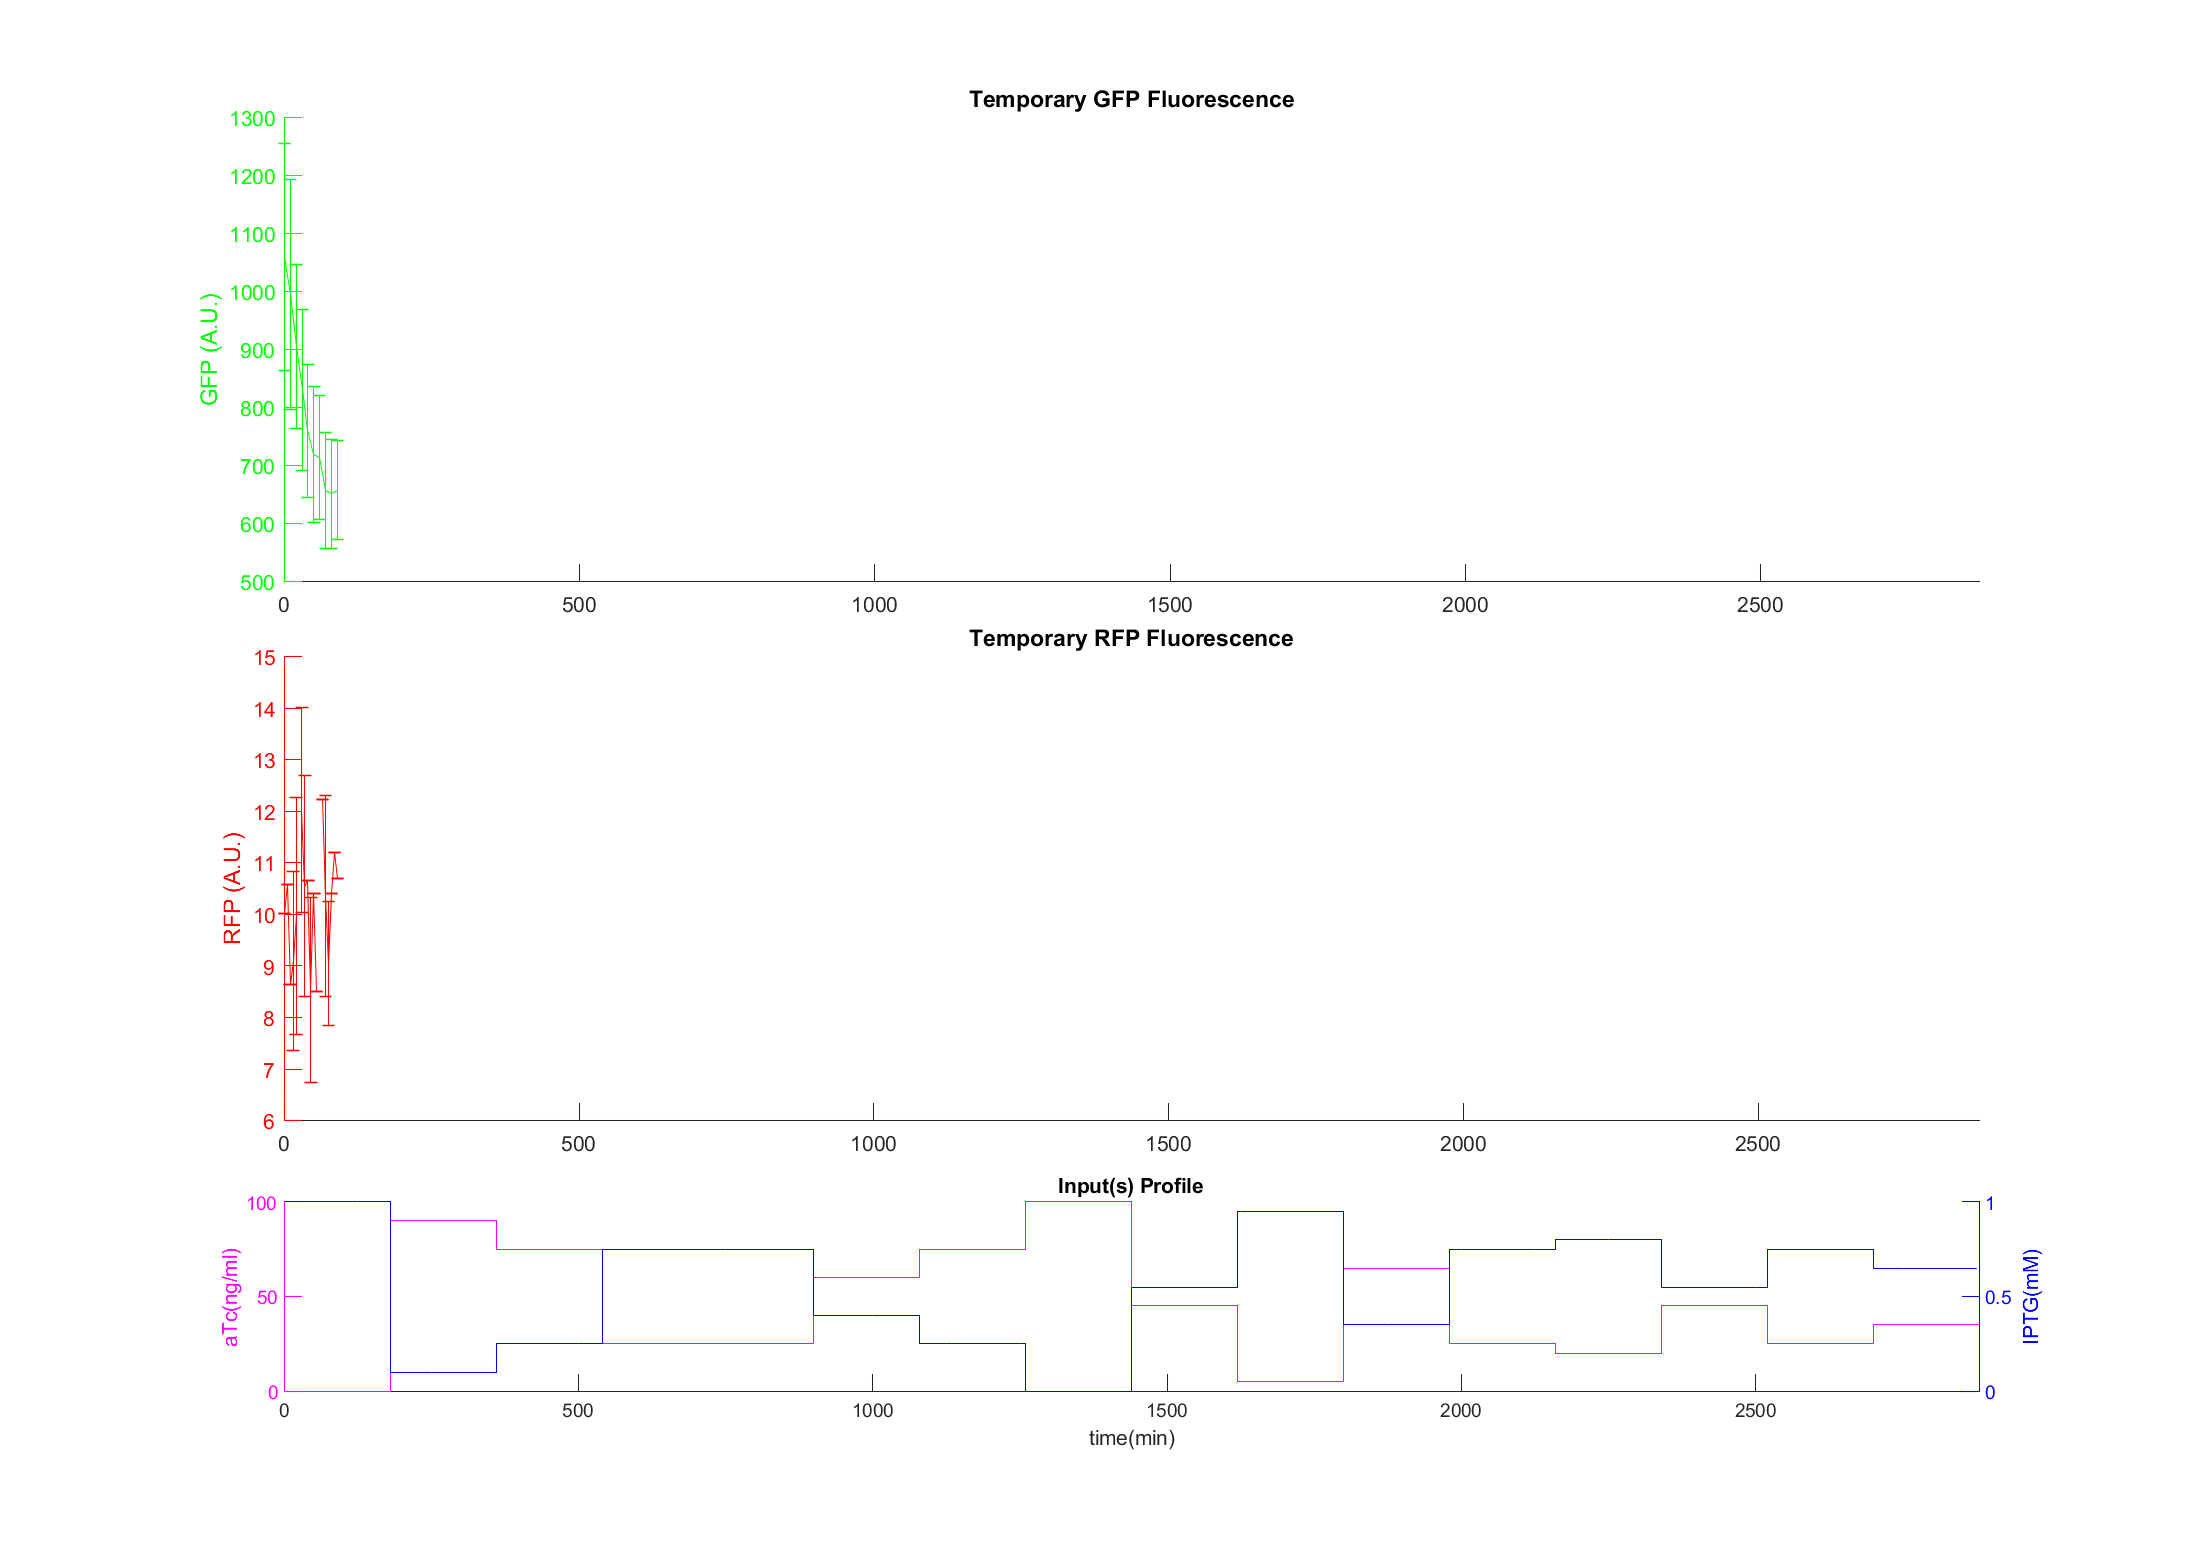 Temporary GFP Fluorescence
1300
1200
1100
1000
900
800
700
600
500
GFP (A.U.)
0 500 1000 1500 2000 2500
Temporary RFP Fluorescence
15
14
13
12
11
10
9
8
7
6
RFP (A.U.)
0 500 1000 1500 2000 2500
Input(s) Profile
100
50
0
aTc(ng/ml)
1
0.5
0
IPTG(mM)
0 500 1000 1500 2000 2500
time(min)